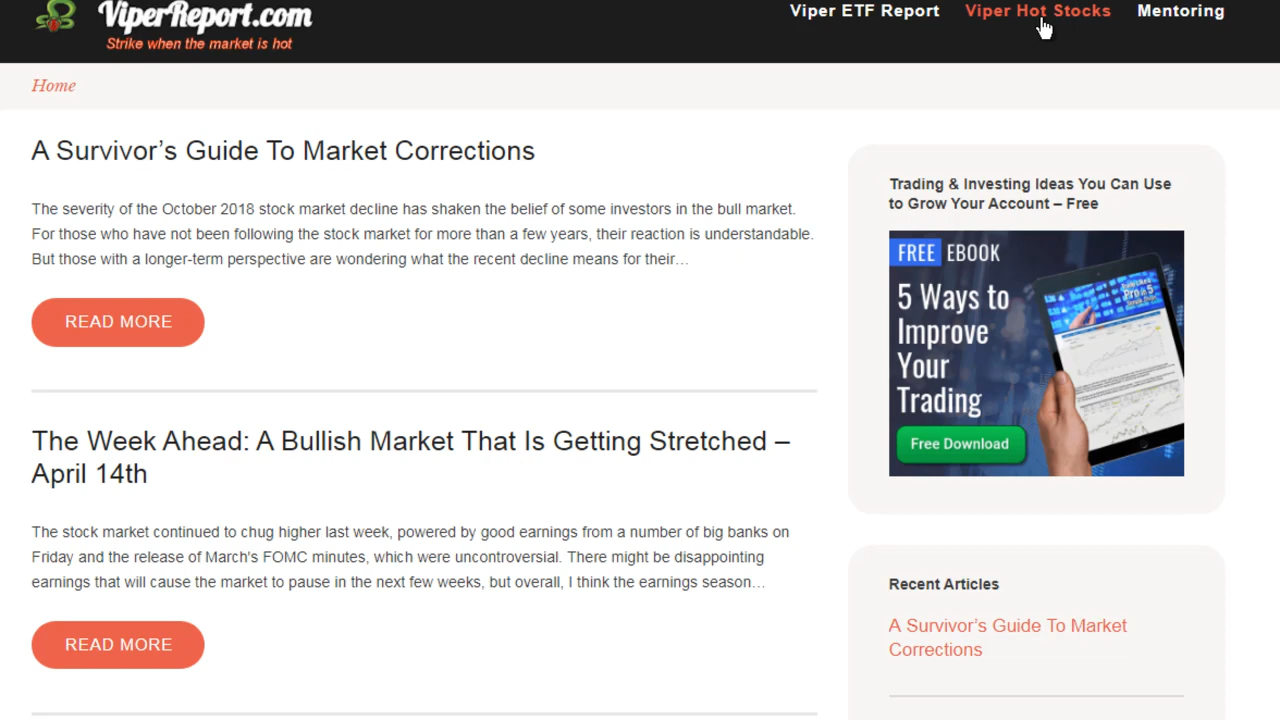 ViperReport.com
Strike when the market is hot
Viper ETF Report
Viper Hot Stocks
Mentoring
Home
A Survivor’s Guide To Market Corrections
The severity of the October 2018 stock market decline has shaken the belief of some investors in the bull market.
For those who have not been following the stock market for more than a few years, their reaction is understandable.
But those with a longer-term perspective are wondering what the recent decline means for their…
READ MORE
The Week Ahead: A Bullish Market That Is Getting Stretched –
April 14th
The stock market continued to chug higher last week, powered by good earnings from a number of big banks on
Friday and the release of March's FOMC minutes, which were uncontroversial. There might be disappointing
earnings that will cause the market to pause in the next few weeks, but overall, I think the earnings season…
READ MORE
Trading & Investing Ideas You Can Use
to Grow Your Account – Free
FREE EBOOK
5 Ways to
Improve
Your
Trading
Free Download
Recent Articles
A Survivor’s Guide To Market
Corrections